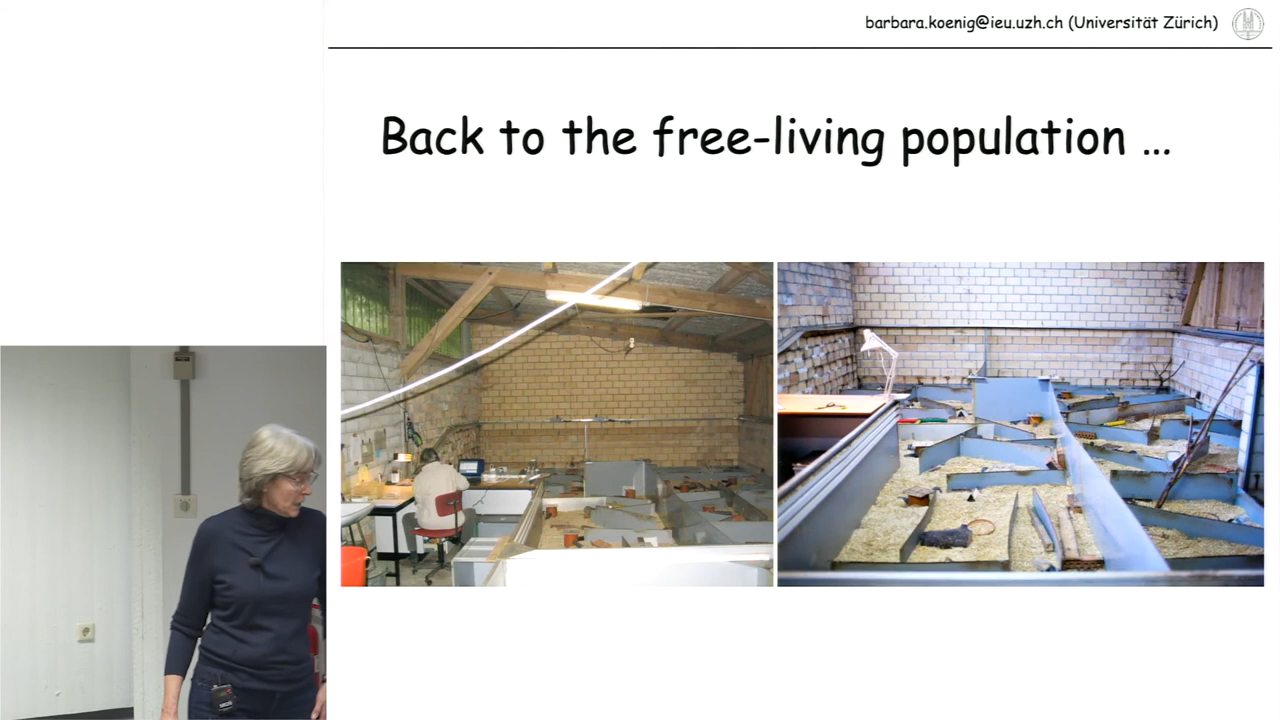 barbara.koenig@ieu.uzh.ch (Universität Zürich)
Back to the free-living population ...